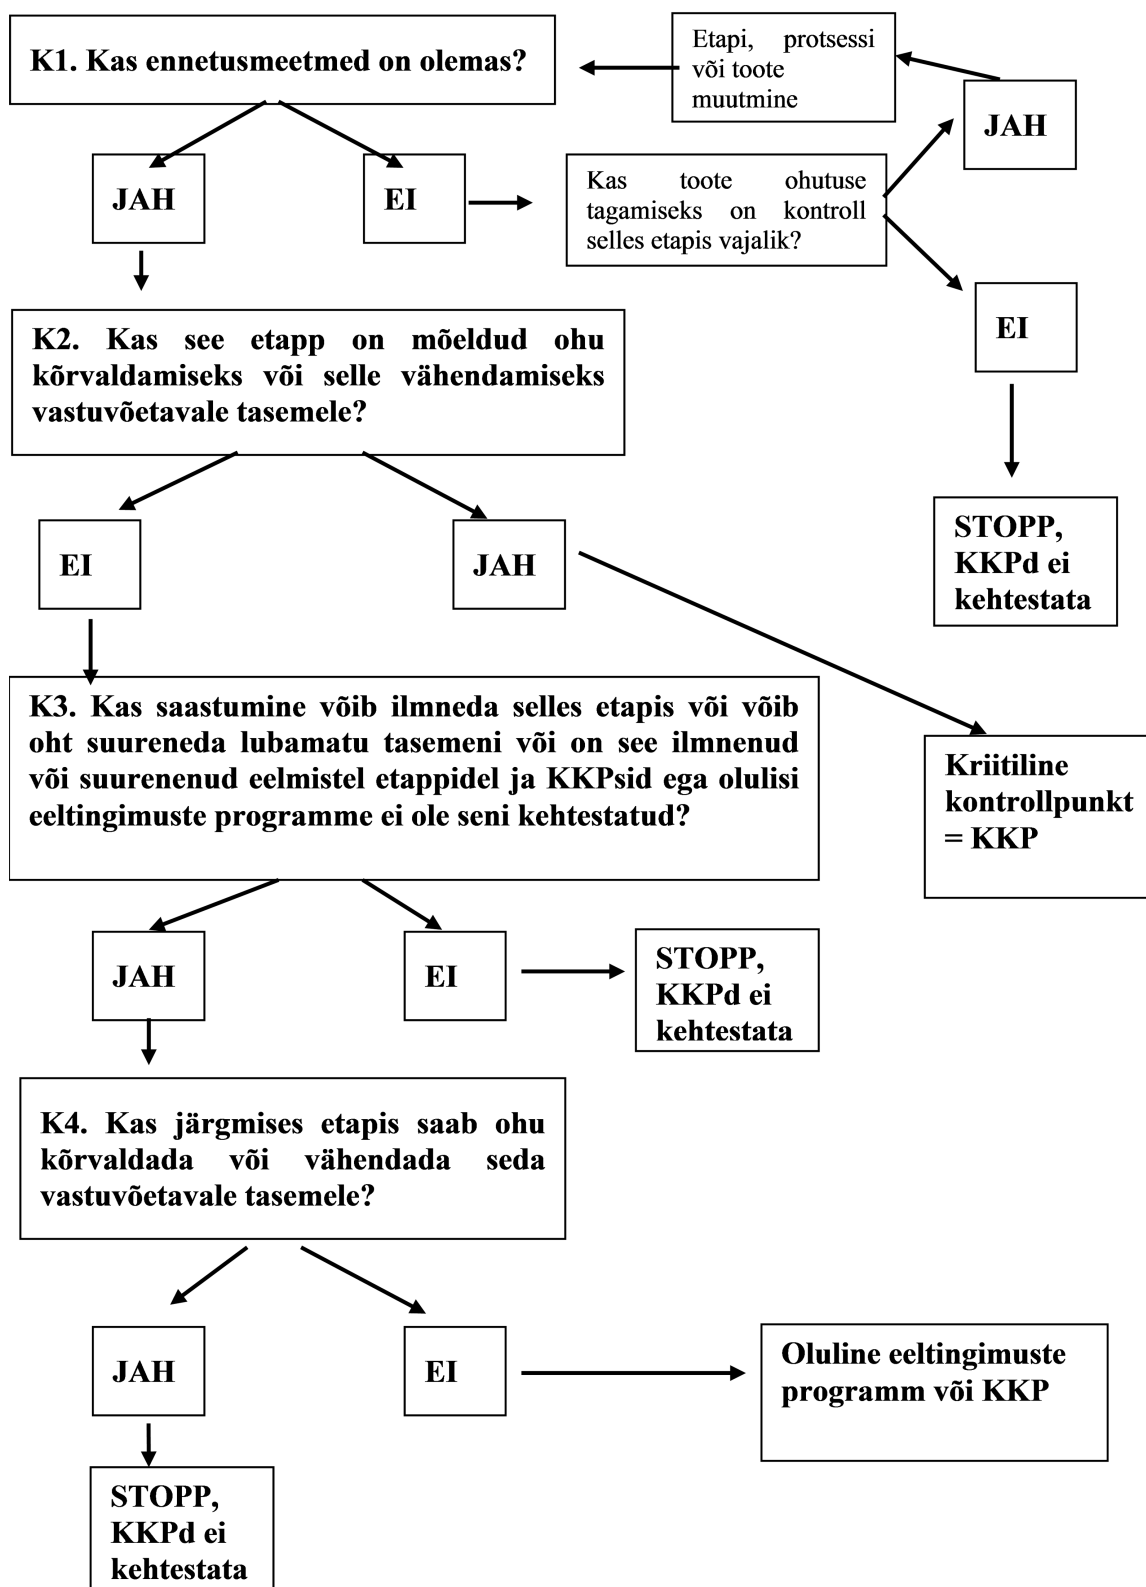 K1. Kas ennetusmeetmed on olemas?
Etapi, protsessi
või toote
muutmine
JAH
JAH
EI
Kas toote ohutuse
tagamiseks on kontroll
selles etapis vajalik?
EI
K2. Kas see etapp on mõeldud ohu
kõrvaldamiseks või selle vähendamiseks
vastuvõetavale tasemele?
STOPP,
KKPd ei
kehtestata
EI
JAH
K3. Kas saastumine võib ilmneda selles etapis või võib
oht suureneda lubamatu tasemeni või on see ilmnenud
või suurenenud eelmistel etappidel ja KKPsid ega olulisi
eeltingimuste programme ei ole seni kehtestatud?
Kriitiline
kontrollpunkt
= KKP
JAH
EI
STOPP,
KKPd ei
kehtestata
K4. Kas järgmises etapis saab ohu
kõrvaldada või vähendada seda
vastuvõetavale tasemele?
JAH
EI
Oluline eeltingimuste
programm või KKP
STOPP,
KKPd ei
kehtestata